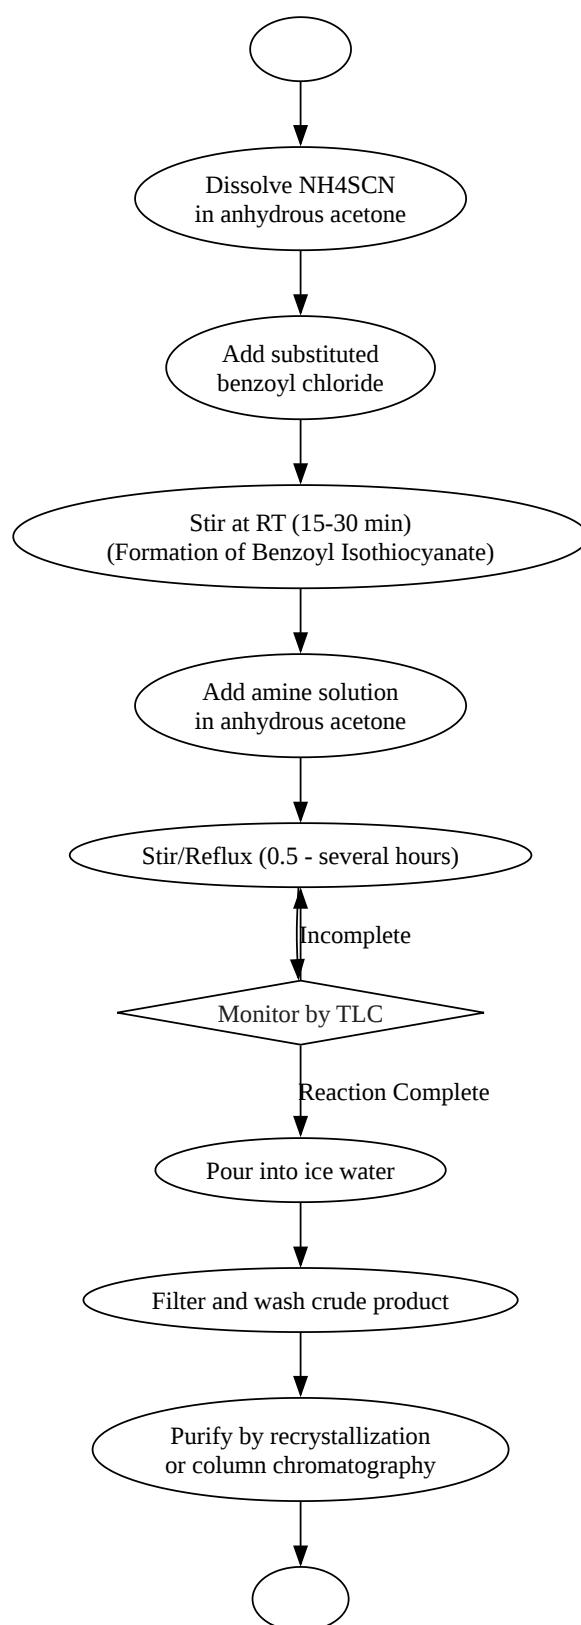 Dissolve NH4SCN
in anhydrous acetone
Add substituted
benzoyl chloride
Stir at RT (15-30 min)
(Formation of Benzoyl Isothiocyanate)
Add amine solution
in anhydrous acetone
Stir/Reflux (0.5 - several hours)
Incomplete
Monitor by TLC
Reaction Complete
Pour into ice water
Filter and wash crude product
Purify by recrystallization
or column chromatography